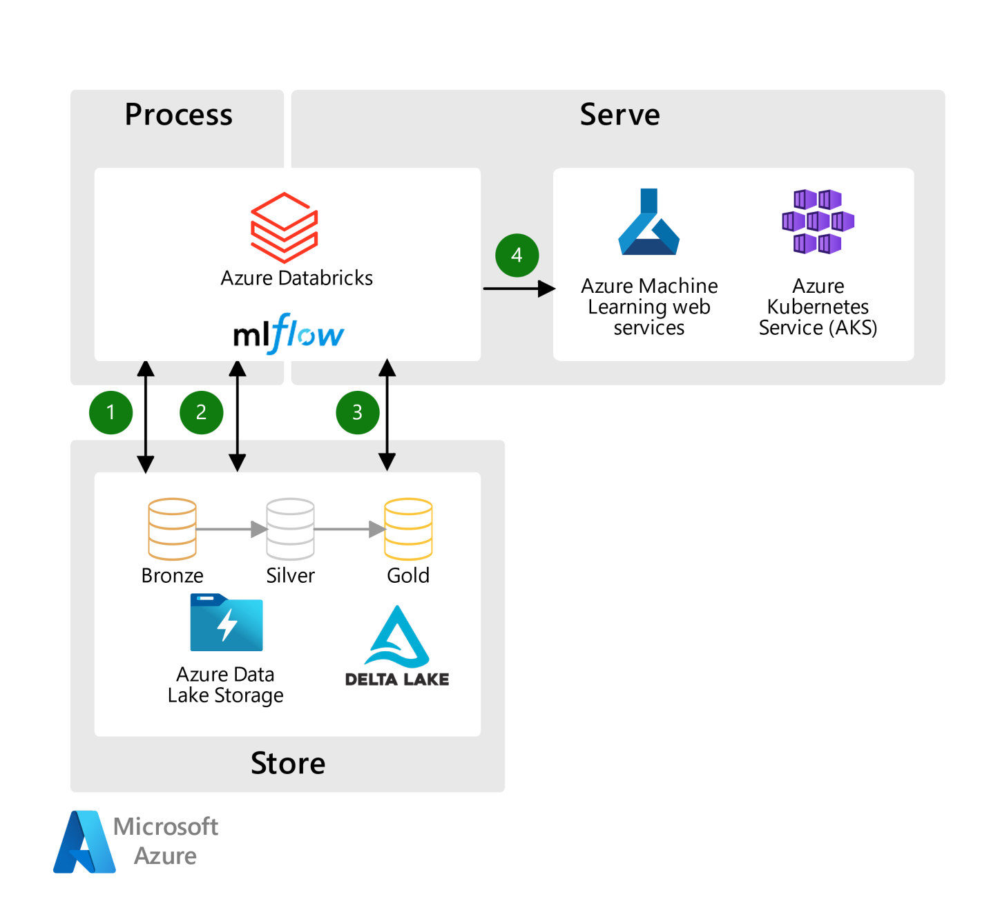 Process
Serve
Azure Databricks
mlflow
4
Azure Machine
Learning web
services
Azure
Kubernetes
Service (AKS)
1
2
3
Bronze
Silver
Gold
Azure Data
Lake Storage
DELTA LAKE
Store
Microsoft
Azure